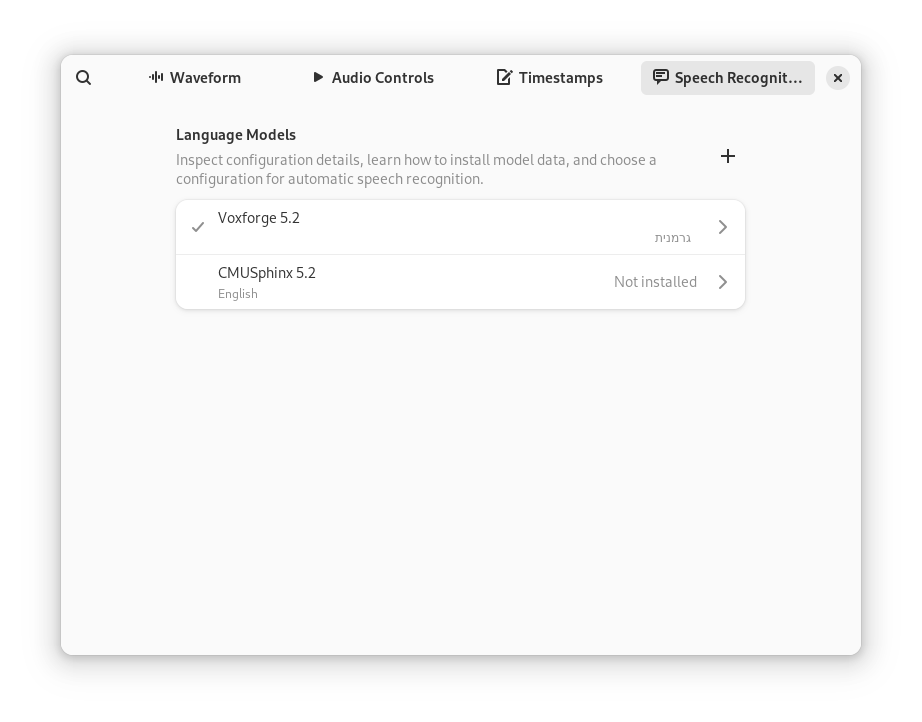 Waveform
Audio Controls
Timestamps
Speech Recognit…
Language Models
Inspect configuration details, learn how to install model data, and choose a
configuration for automatic speech recognition.
Voxforge 5.2
גרמנית
CMUSphinx 5.2
English
Not installed